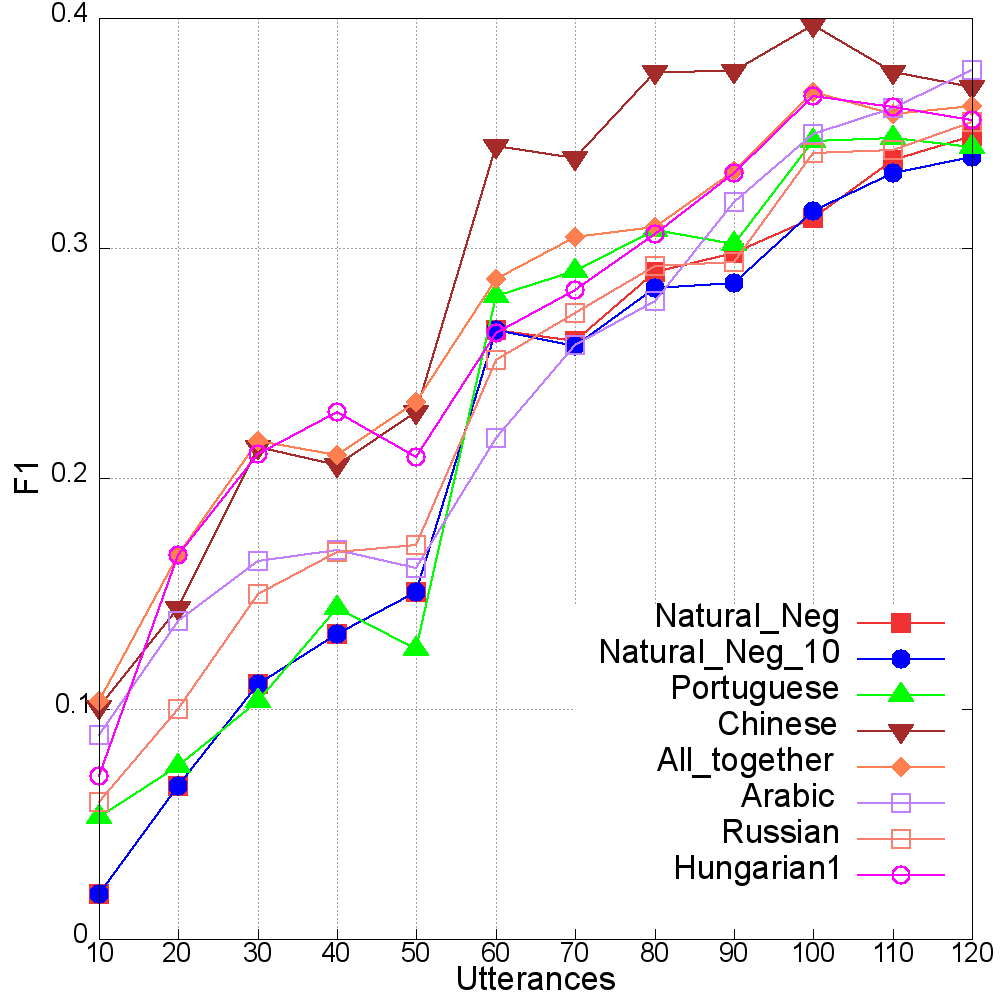 0.4
0.3
0.2
0.1
0
F1
10 20 30 40 50 60 70 80 90 100 110 120
Utterances
Natural_Neg
Natural_Neg_10
Portuguese
Chinese
All_together
Arabic
Russian
Hungarian1